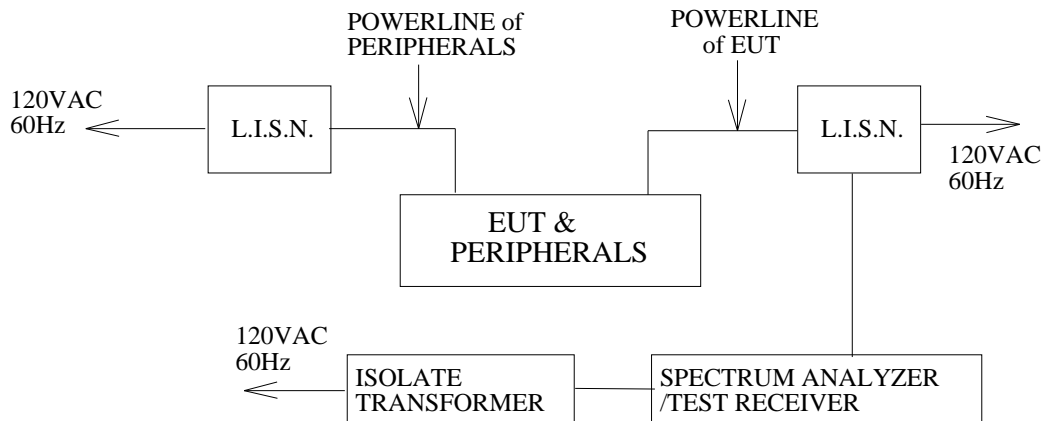 POWERLINE of
PERIPHERALS
POWERLINE
of EUT
120VAC
60Hz
L.I.S.N.
L.I.S.N.
120VAC
60Hz
EUT &
PERIPHERALS
120VAC
60Hz
ISOLATE
TRANSFORMER
SPECTRUM ANALYZER
/TEST RECEIVER